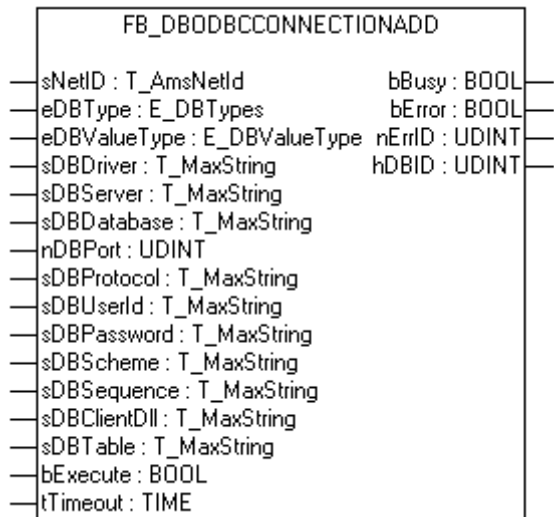 FB_DBODBCCONNECTIONADD
sNetID : T_AmsNetId bBusy : BOOL
eDBType : E_DBTypes bError : BOOL
eDBValueType : E_DBValueType nErrID : UDINT
sDBDriver : T_MaxString hDBID : UDINT
sDBServer : T_MaxString
sDBDatabase : T_MaxString
nDBPort : UDINT
sDBProtocol : T_MaxString
sDBUserId : T_MaxString
sDBPassword : T_MaxString
sDBScheme : T_MaxString
sDBSequence : T_MaxString
sDBClientDll : T_MaxString
sDBTable : T_MaxString
bExecute : BOOL
tTimeout : TIME